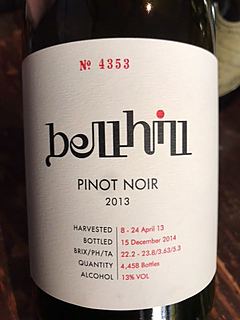 Nº 4353
bellhill
PINOT NOIR
2013
HARVESTED 8 - 24 April 13
BOTTLED 15 December 2014
BRIX/PH/TA 22.2 - 23.8/3.63/5.3
QUANTITY 4,458 Bottles
ALCOHOL 13% VOL